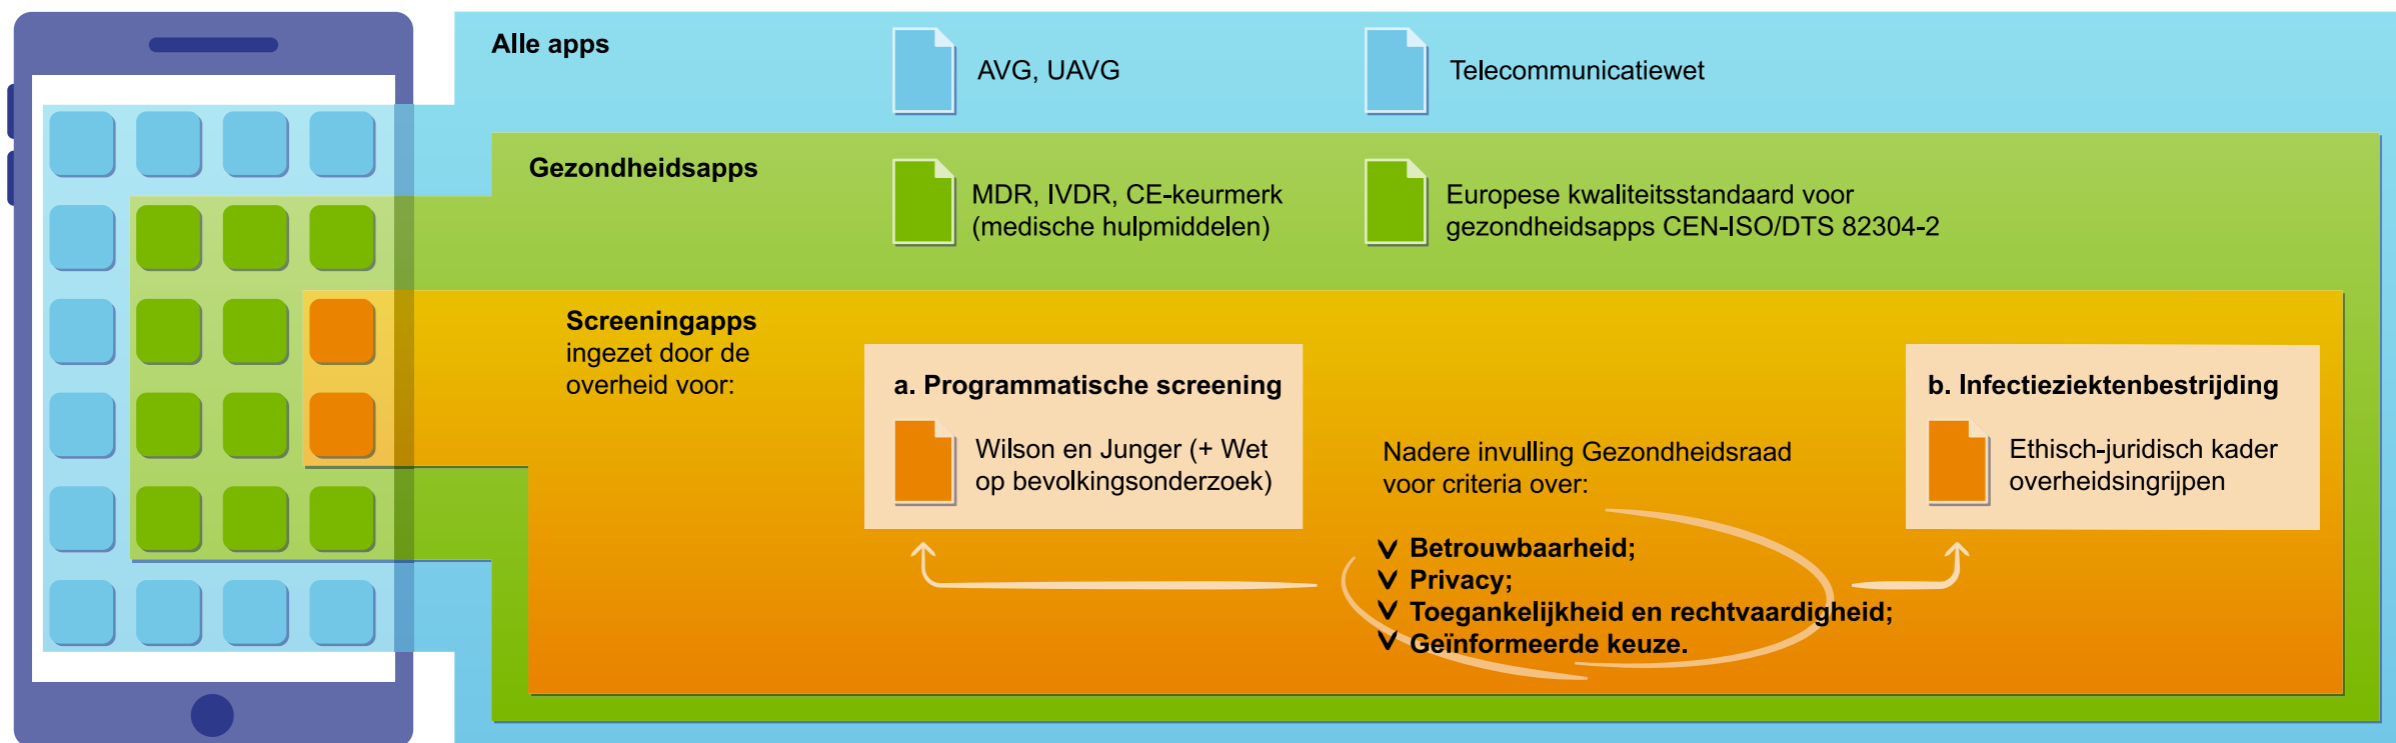 Alle apps
AVG, UAVG
Telecommunicatiewet
Gezondheidsapps
MDR, IVDR, CE-keurmerk
(medische hulpmiddelen)
Europese kwaliteitsstandaard voor
gezondheidsapps CEN-ISO/DTS 82304-2
Screeningapps
ingezet door de
overheid voor:
a. Programmatische screening
Wilson en Junger (+ Wet
op bevolkingsonderzoek)
Nadere invulling Gezondheidsraad
voor criteria over:
Betrouwbaarheid;
Privacy;
Toegankelijkheid en rechtvaardigheid;
Geïnformeerde keuze.
b. Infectieziektenbestrijding
Ethisch-juridisch kader
overheidsingrijpen